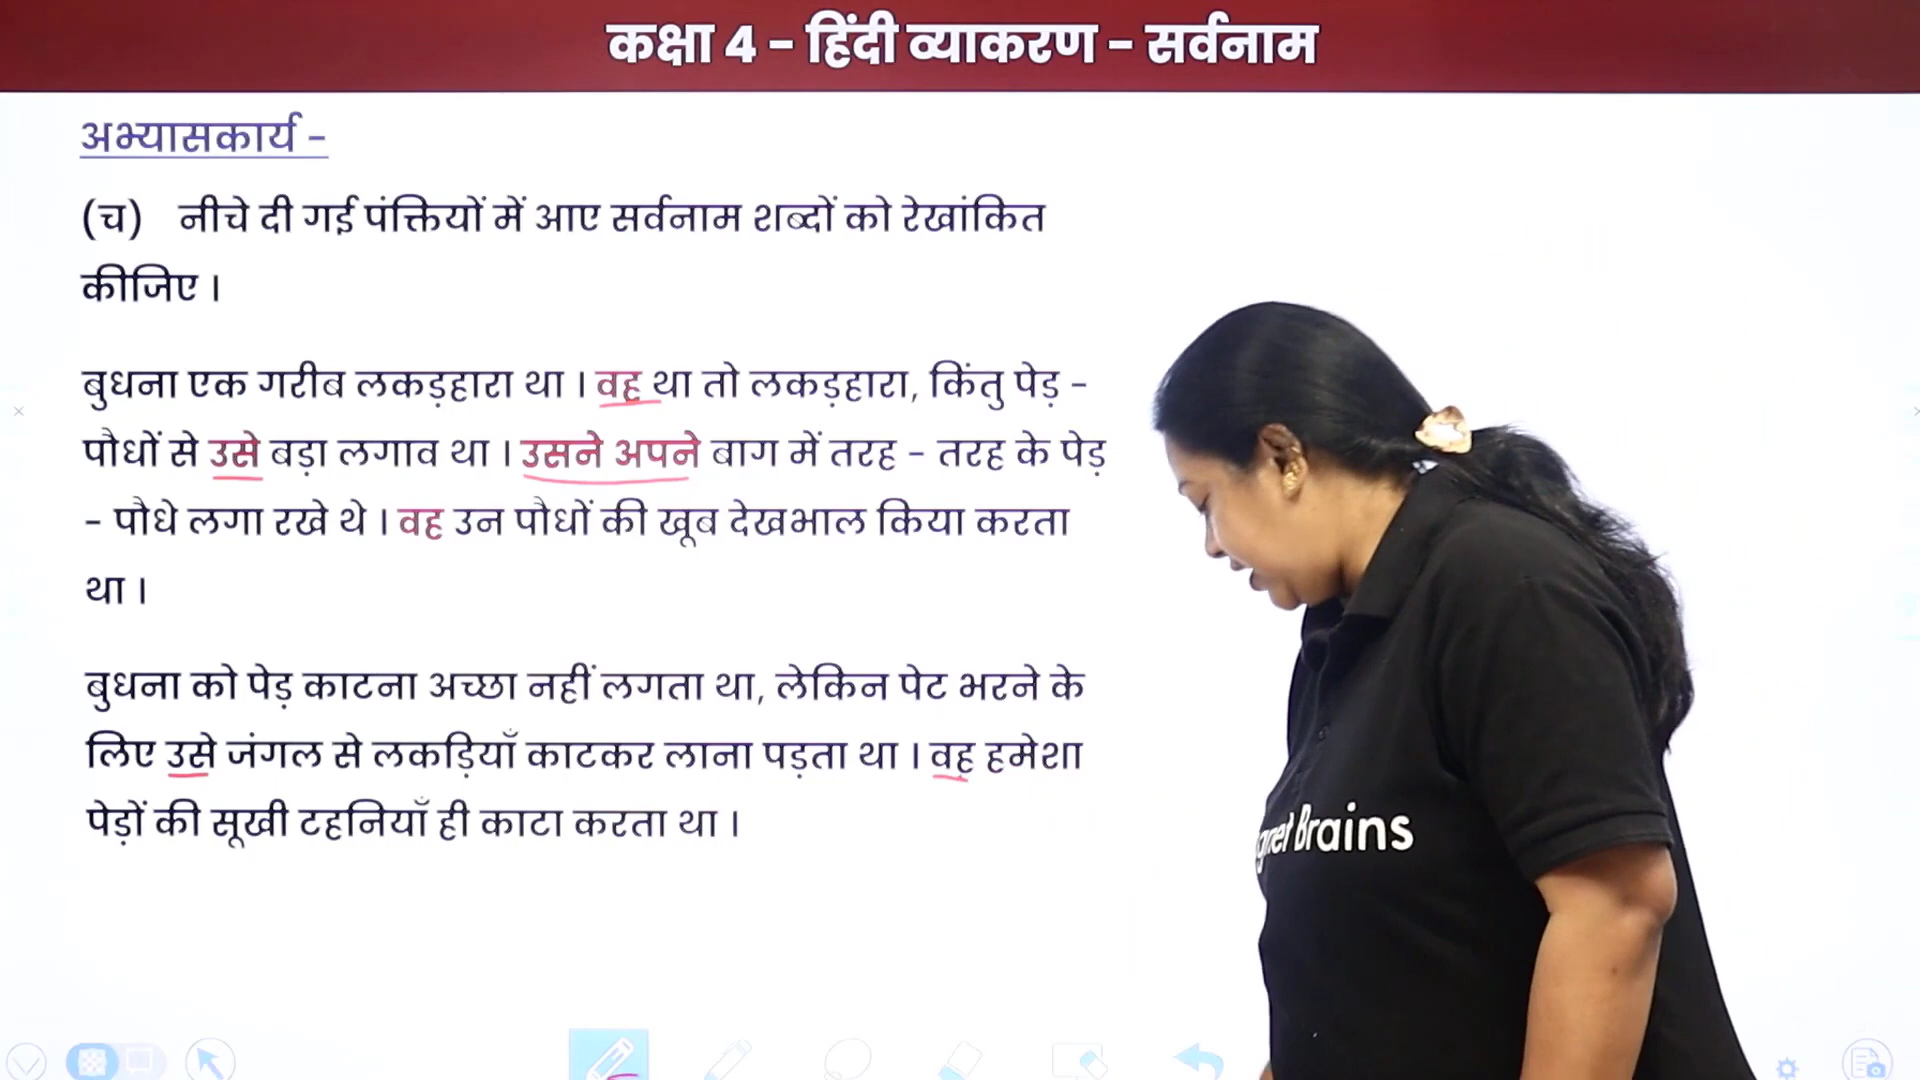 कक्षा 4 - हिंदी व्याकरण - सर्वनाम
अभ्यासकार्य -
(च) नीचे दी गई पंक्तियों में आए सर्वनाम शब्दों को रेखांकित
कीजिए ।
बुधना एक गरीब लकड़हारा था । वह था तो लकड़हारा, किंतु पेड़ -
पौधों से उसे बड़ा लगाव था । उसने अपने बाग में तरह - तरह के पेड़
- पौधे लगा रखे थे । वह उन पौधों की खूब देखभाल किया करता
था ।
बुधना को पेड़ काटना अच्छा नहीं लगता था, लेकिन पेट भरने के
लिए उसे जंगल से लकड़ियाँ काटकर लाना पड़ता था । वह हमेशा
पेड़ों की सूखी टहनियाँ ही काटा करता था ।
Brains